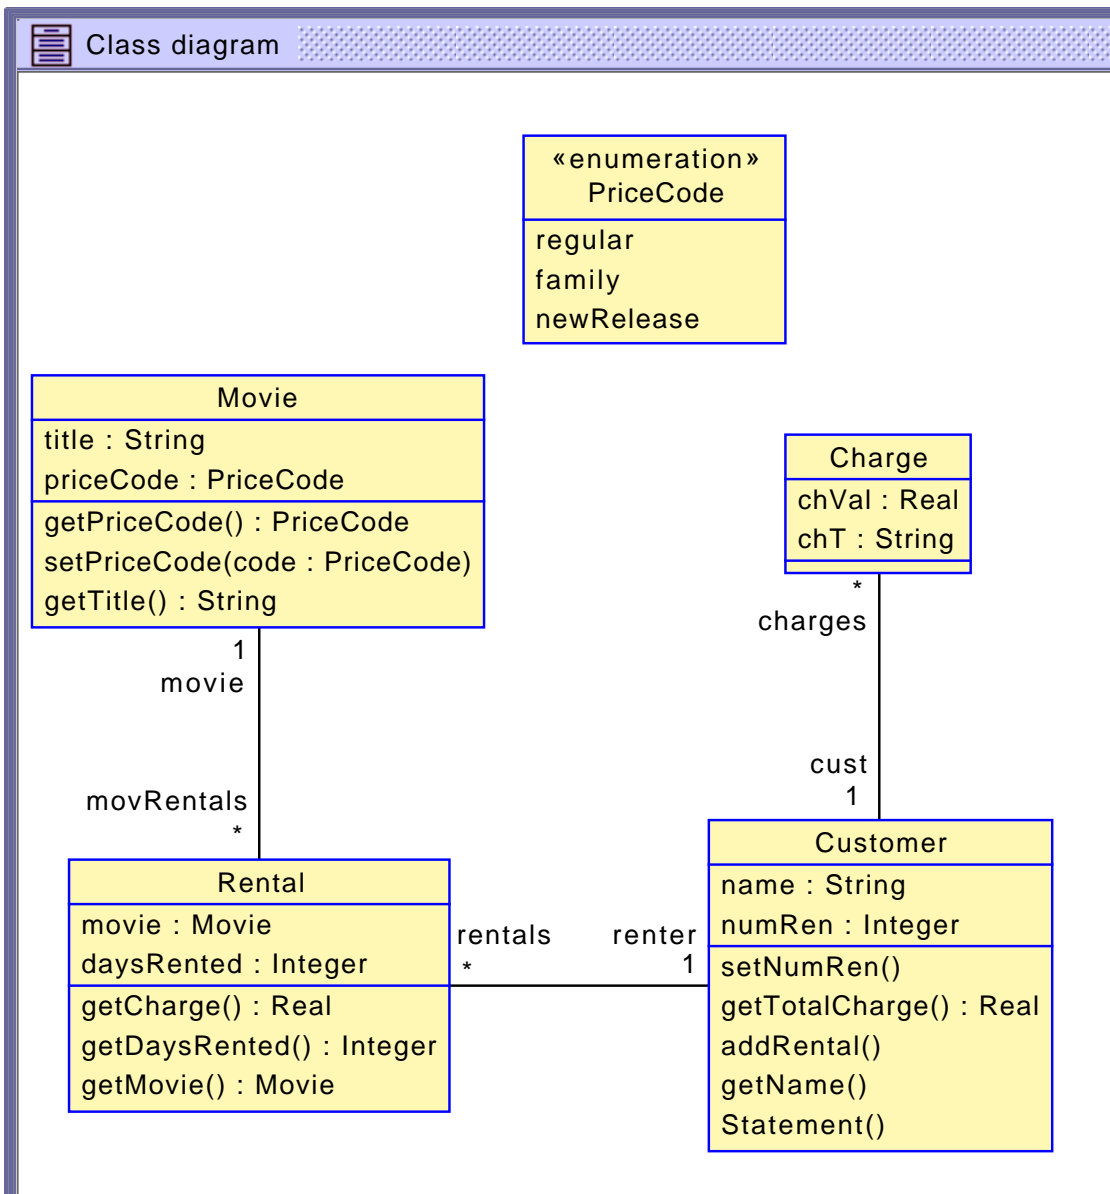 Class diagram
«enumeration»
PriceCode
regular
family
newRelease
Movie
title : String
priceCode : PriceCode
getPriceCode() : PriceCode
setPriceCode(code : PriceCode)
getTitle() : String
Charge
chVal : Real
chT : String
*
charges
1
movie
cust
1
movRentals
*
Rental
movie : Movie
daysRented : Integer
getCharge() : Real
getDaysRented() : Integer
getMovie() : Movie
rentals renter
* 1
Customer
name : String
numRen : Integer
setNumRen()
getTotalCharge() : Real
addRental()
getName()
Statement()